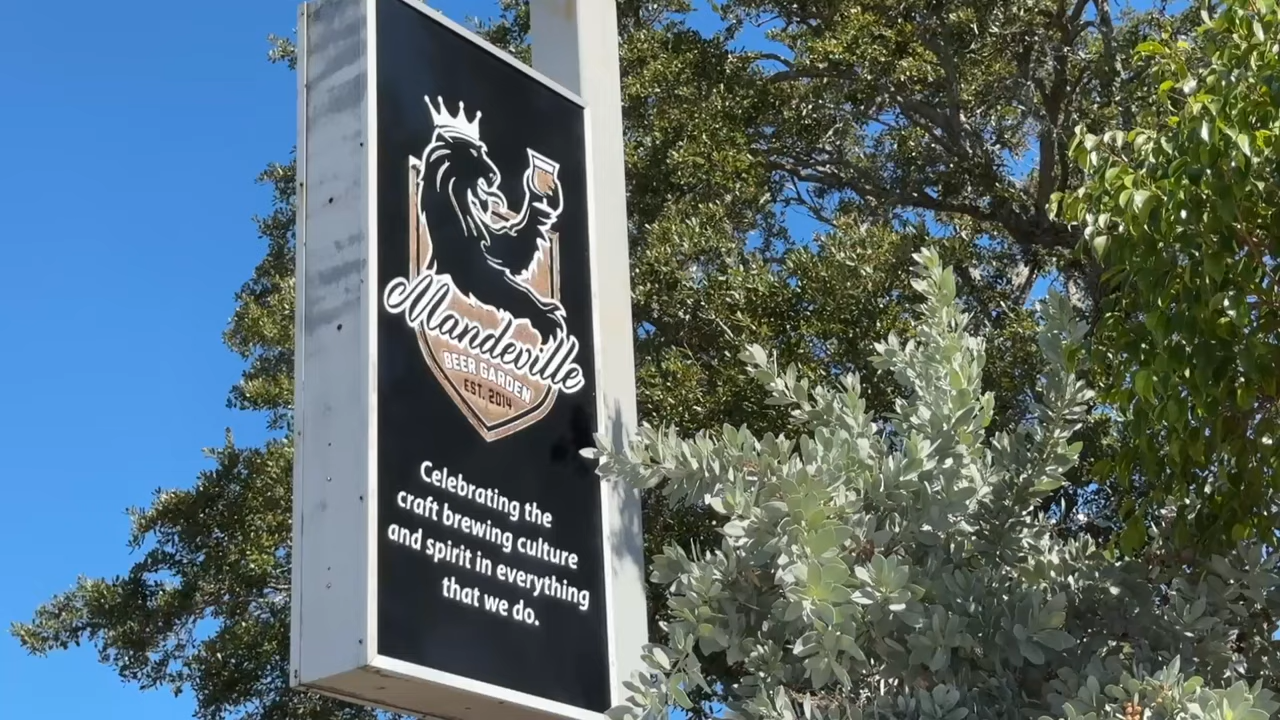 Mandeville
BEER GARDEN
EST. 2014
Celebrating the
craft brewing culture
and spirit in everything
that we do.